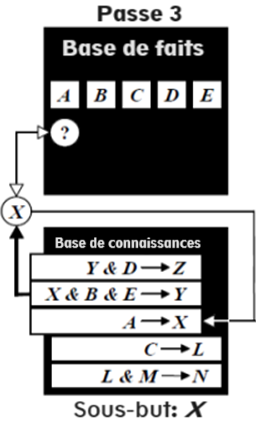 Passe 3
Base de faits
A B C D E
?
X
Base de connaissances
Y & D → Z
X & B & E → Y
A → X
C → L
L & M → N
Sous-but: X